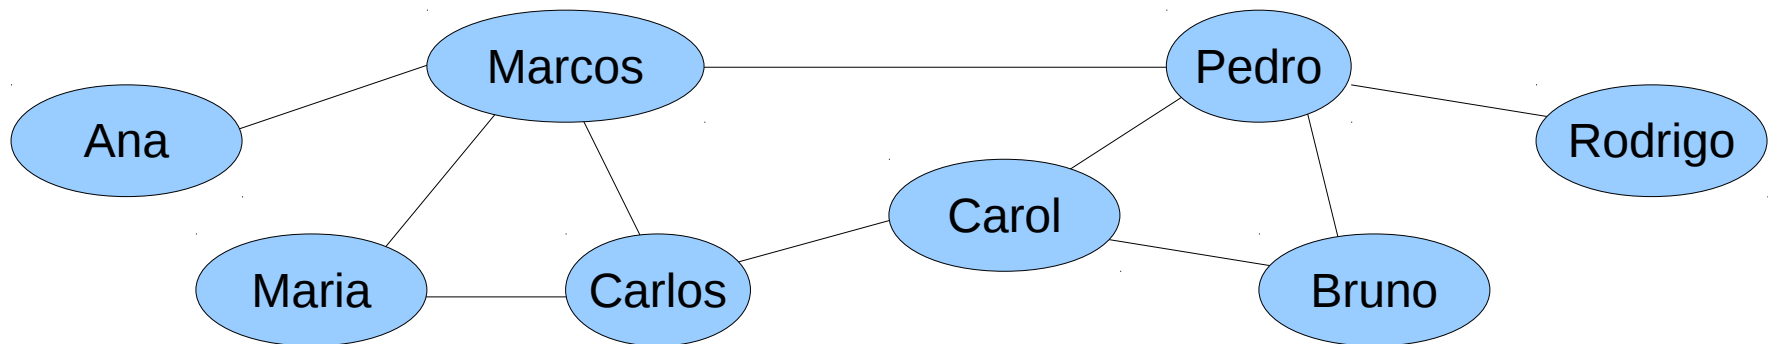 Marcos
Pedro
Ana
Rodrigo
Carol
Maria
Carlos
Bruno